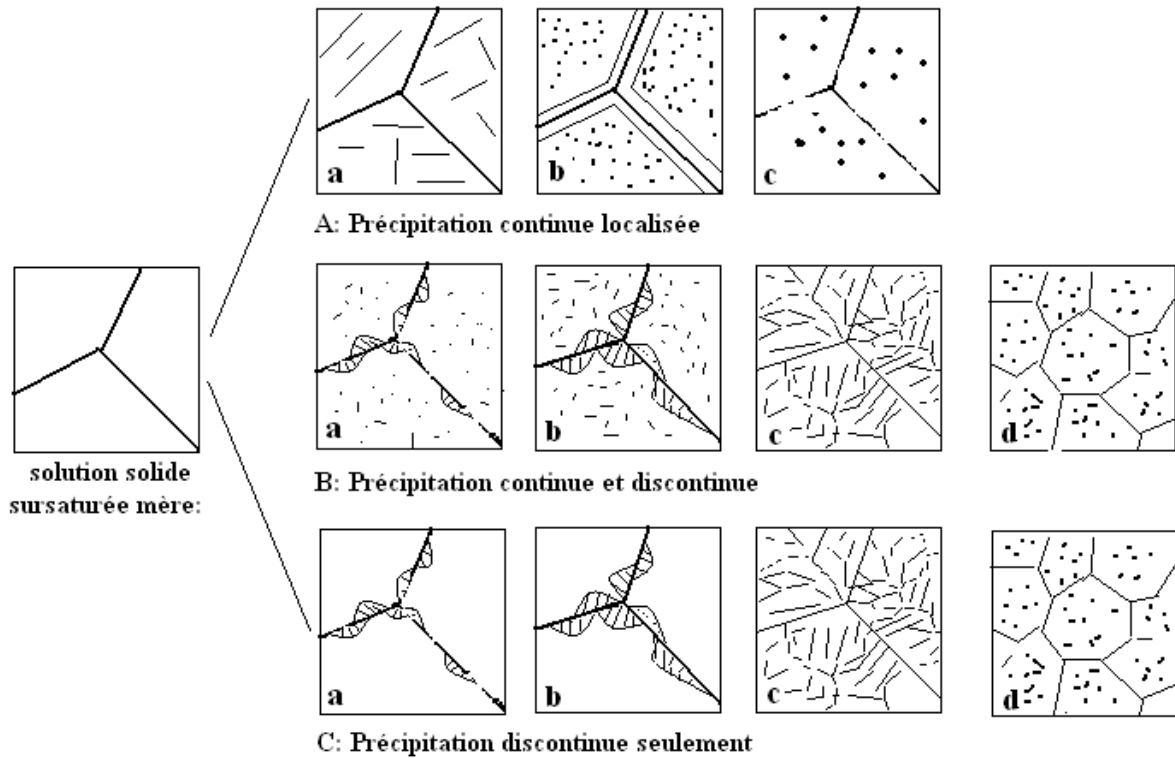 a
b
c
A: Précipitation continue localisée
solution solide
sursaturée mère:
a
b
c
d
B: Précipitation continue et discontinue
a
b
c
d
C: Précipitation discontinue seulement